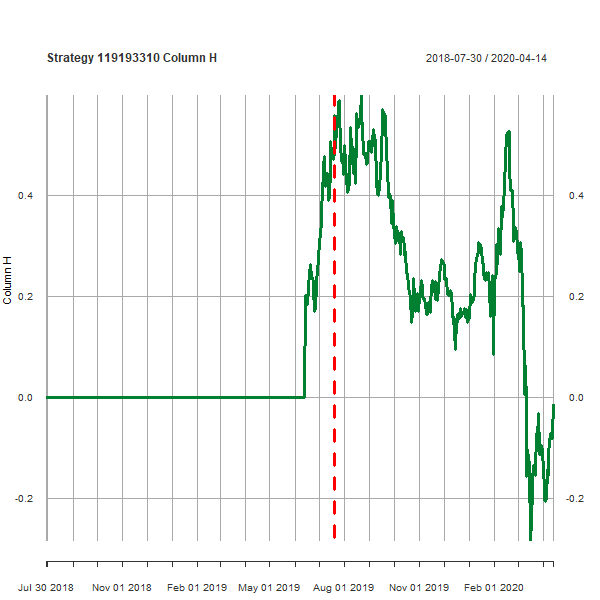 Strategy 119193310 Column H
2018-07-30 / 2020-04-14
Column H
0.4
0.4
0.2
0.2
0.0
0.0
-0.2
-0.2
Jul 30 2018
Nov 01 2018
Feb 01 2019
May 01 2019
Aug 01 2019
Nov 01 2019
Feb 01 2020